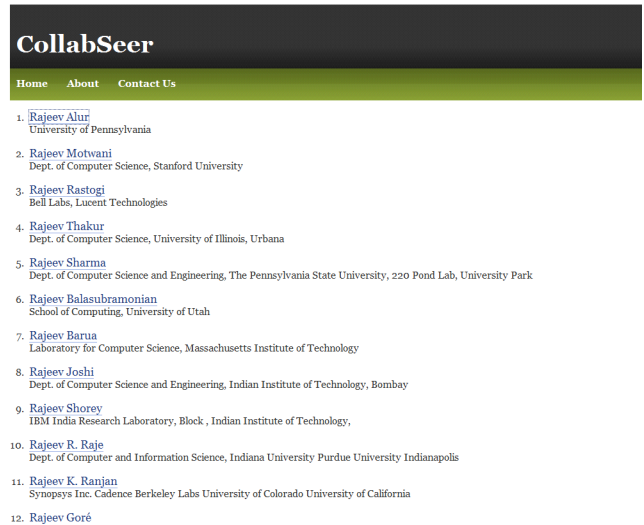 CollabSeer
Home About Contact Us
1. Rajeev Alur
University of Pennsylvania
2. Rajeev Motwani
Dept. of Computer Science, Stanford University
3. Rajeev Rastogi
Bell Labs, Lucent Technologies
4. Rajeev Thakur
Dept. of Computer Science, University of Illinois, Urbana
5. Rajeev Sharma
Dept. of Computer Science and Engineering, The Pennsylvania State University, 220 Pond Lab, University Park
6. Rajeev Balasubramonian
School of Computing, University of Utah
7. Rajeev Barua
Laboratory for Computer Science, Massachusetts Institute of Technology
8. Rajeev Joshi
Dept. of Computer Science and Engineering, Indian Institute of Technology, Bombay
9. Rajeev Shorey
IBM India Research Laboratory, Block , Indian Institute of Technology,
10. Rajeev R. Raje
Dept. of Computer and Information Science, Indiana University Purdue University Indianapolis
11. Rajeev K. Ranjan
Synopsys Inc. Cadence Berkeley Labs University of Colorado University of California
12. Rajeev Goré